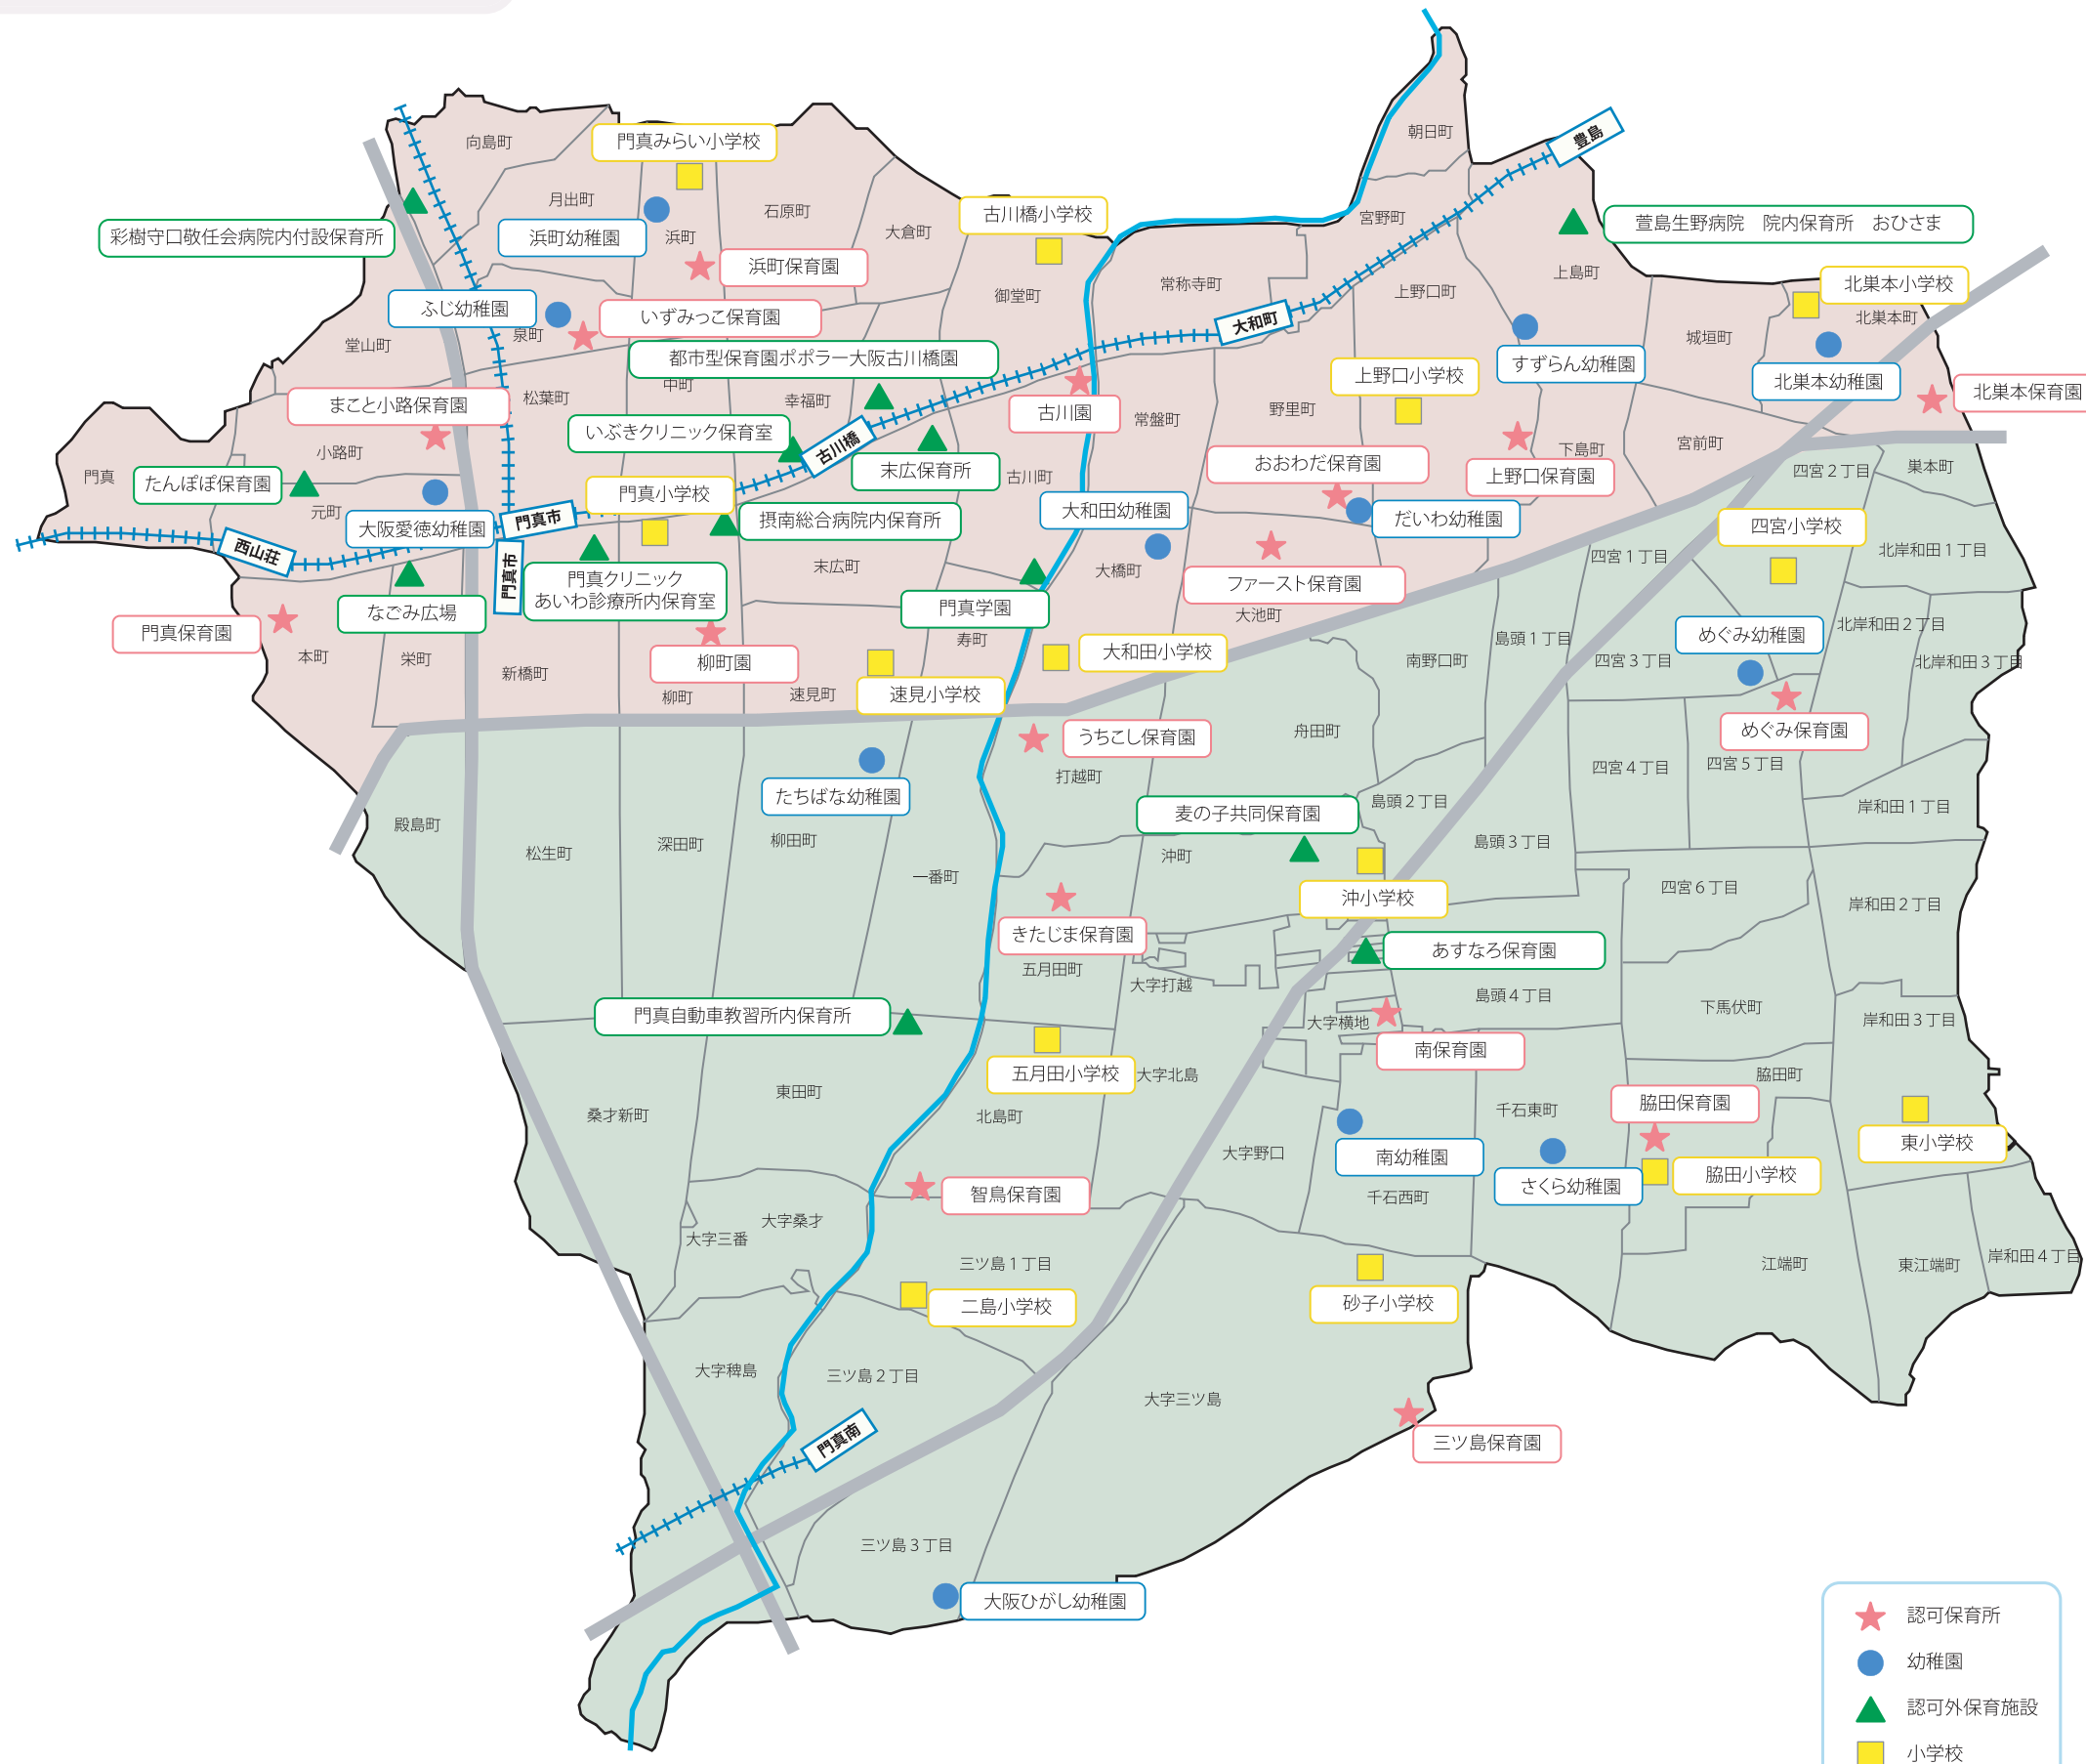 朝日町
豊島
向島町
門真みらい小学校
月出町
石原町
古川橋小学校
宮野町
萱島生野病院　院内保育所　おひさま
彩樹守口敬任会病院内付設保育所
浜町幼稚園
浜町
大倉町
浜町保育園
上島町
常称寺町
上野口町
北巣本小学校
御堂町
ふじ幼稚園
いずみっこ保育園
大和町
北巣本町
泉町
堂山町
城垣町
都市型保育園ポポラー大阪古川橋園
すずらん幼稚園
上野口小学校
中町
北巣本幼稚園
北巣本保育園
松葉町
まこと小路保育園
幸福町
古川園
常盤町
野里町
いぶきクリニック保育室
古川橋
小路町
下島町
宮前町
おおわだ保育園
末広保育所
四宮２丁目
巣本町
門真
たんぽぽ保育園
古川町
上野口保育園
門真小学校
元町
大和田幼稚園
だいわ幼稚園
門真市
摂南総合病院内保育所
大阪愛徳幼稚園
四宮小学校
西山荘
四宮１丁目
北岸和田１丁目
門真市
末広町
大橋町
門真クリニック
あいわ診療所内保育室
ファースト保育園
門真学園
なごみ広場
大池町
北岸和田２丁目
門真保育園
寿町
島頭１丁目
めぐみ幼稚園
本町
栄町
柳町園
大和田小学校
南野口町
四宮３丁目
北岸和田３丁目
新橋町
柳町
速見町
速見小学校
舟田町
めぐみ保育園
うちこし保育園
四宮４丁目
四宮５丁目
打越町
たちばな幼稚園
島頭２丁目
岸和田１丁目
麦の子共同保育園
殿島町
柳田町
深田町
島頭３丁目
松生町
沖町
一番町
四宮６丁目
沖小学校
岸和田２丁目
きたじま保育園
あすなろ保育園
五月田町
大字打越
島頭４丁目
下馬伏町
門真自動車教習所内保育所
大字横地
岸和田３丁目
南保育園
五月田小学校
大字北島
脇田町
東田町
脇田保育園
桑才新町
北島町
千石東町
東小学校
大字野口
南幼稚園
脇田小学校
さくら幼稚園
智鳥保育園
千石西町
大字桑才
大字三番
三ツ島１丁目
江端町
東江端町
岸和田４丁目
二島小学校
砂子小学校
大字稗島
三ツ島２丁目
大字三ツ島
門真南
三ツ島保育園
三ツ島３丁目
大阪ひがし幼稚園
認可保育所
幼稚園
認可外保育施設
小学校